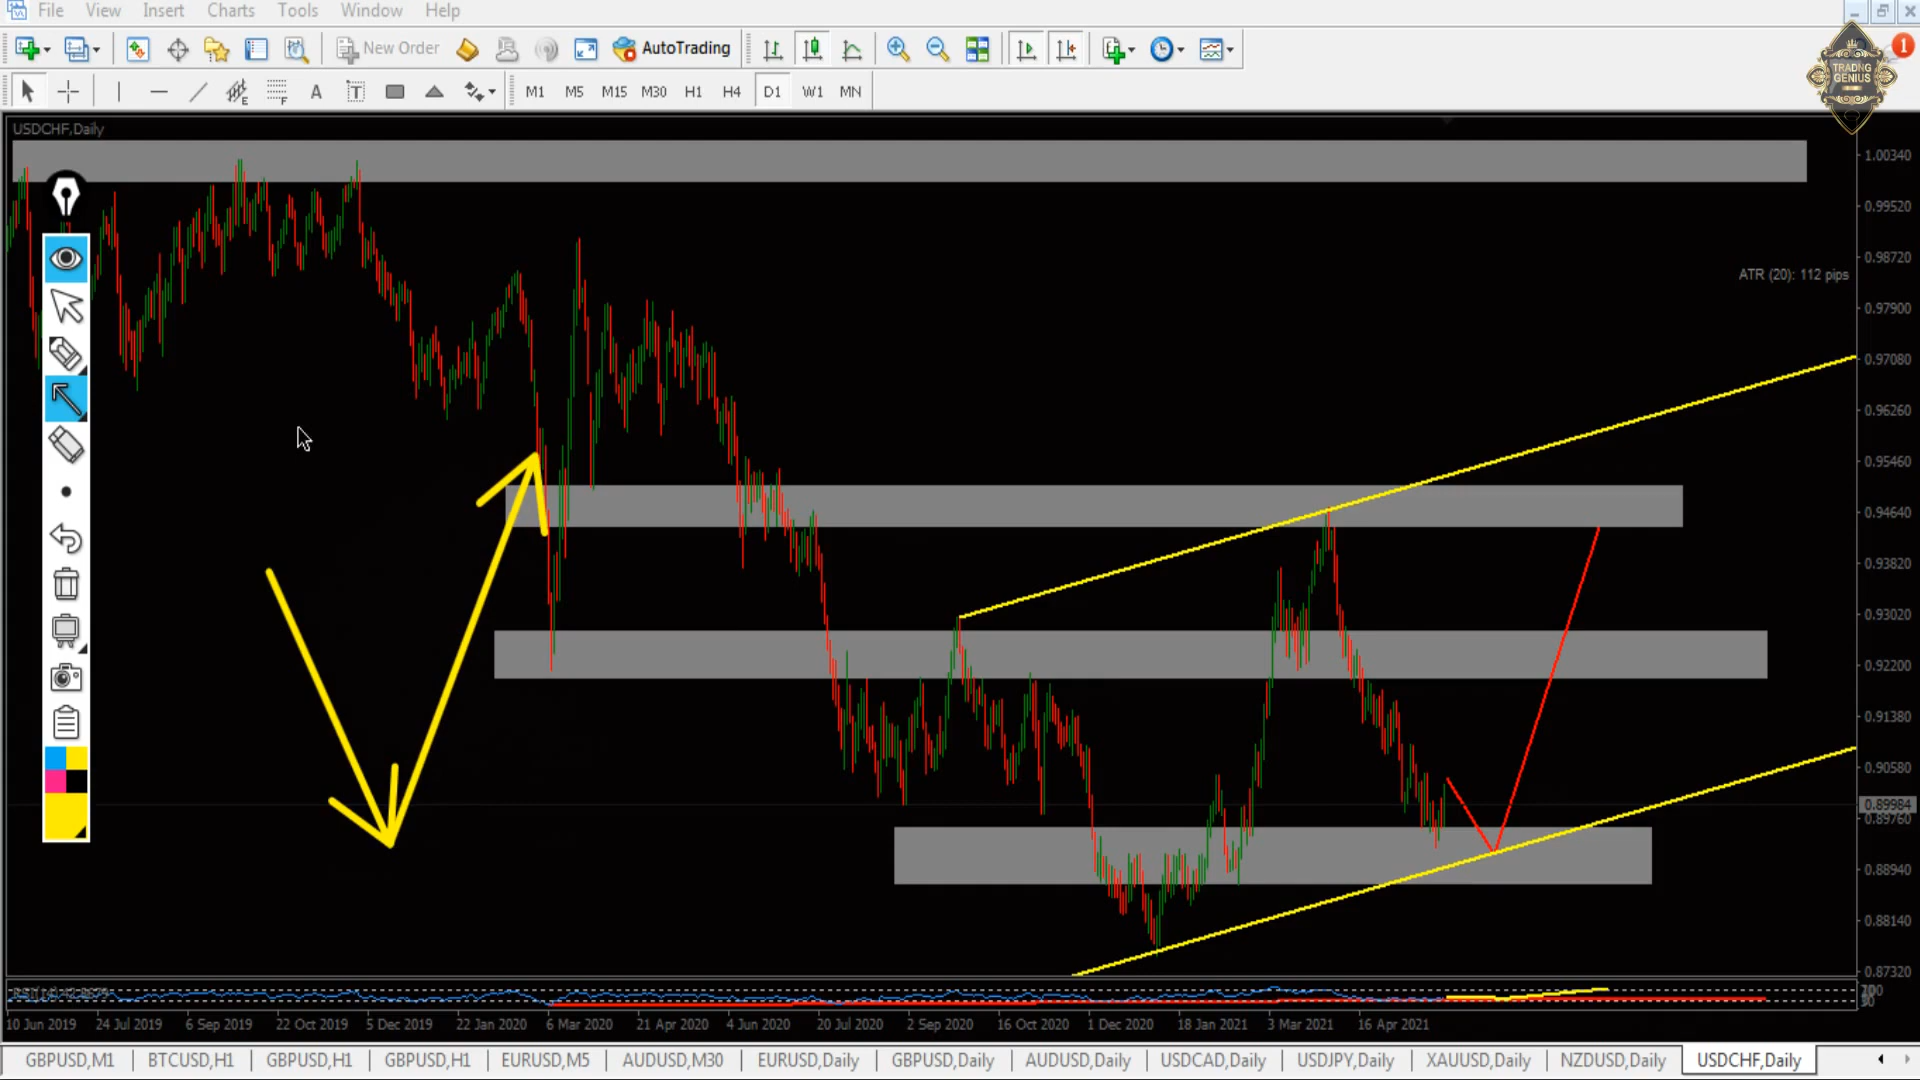 File View Insert Charts Tools Window Help
New Order AutoTrading
1
TRADNG
GENIUS
E F A T M1 M5 M15 M30 H1 H4 D1 W1 MN
USDCHF,Daily
1.00340
0.99520
0.98720
ATR (20): 112 pips
0.97900
0.97080
0.96260
0.95460
0.94640
0.93820
0.93020
0.92200
0.91380
0.90580
0.89984
0.89760
0.88940
0.88140
0.87320
10 Jun 2019 24 Jul 2019 6 Sep 2019 22 Oct 2019 5 Dec 2019 22 Jan 2020 6 Mar 2020 21 Apr 2020 4 Jun 2020 20 Jul 2020 2 Sep 2020 16 Oct 2020 1 Dec 2020 18 Jan 2021 3 Mar 2021 16 Apr 2021
GBPUSD,M1 BTCUSD,H1 GBPUSD,H1 GBPUSD,H1 EURUSD,M5 AUDUSD,M30 EURUSD,Daily GBPUSD,Daily AUDUSD,Daily USDCAD,Daily USDJPY,Daily XAUUSD,Daily NZDUSD,Daily USDCHF,Daily